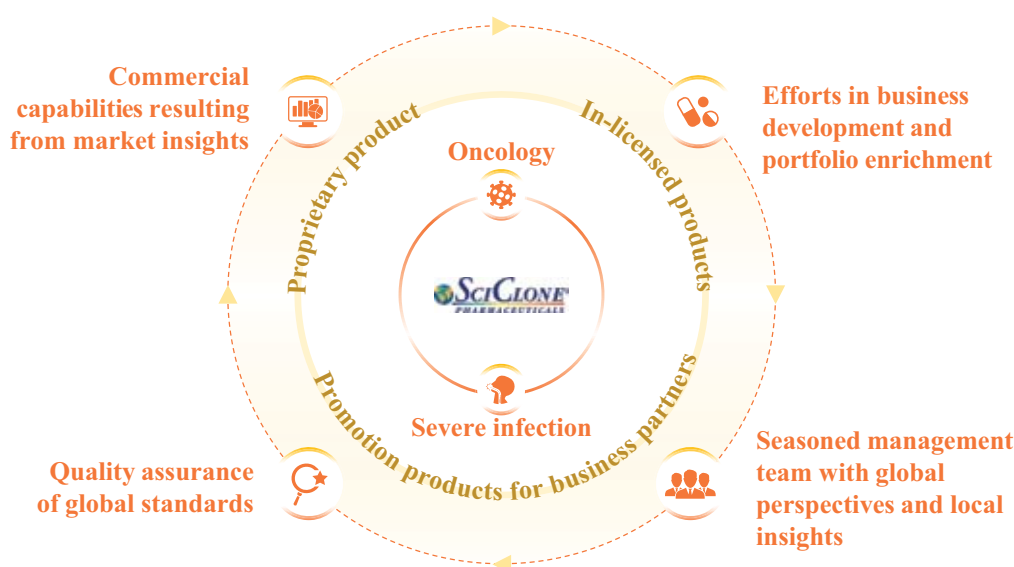 Commercial
capabilities resulting
from market insights
Efforts in business
development and
portfolio enrichment
Proprietary product
In-licensed products
Oncology
SCICLONE
PHARMACEUTICALS
Severe infection
Promotion products for business partners
Quality assurance
of global standards
Seasoned management
team with global
perspectives and local
insights